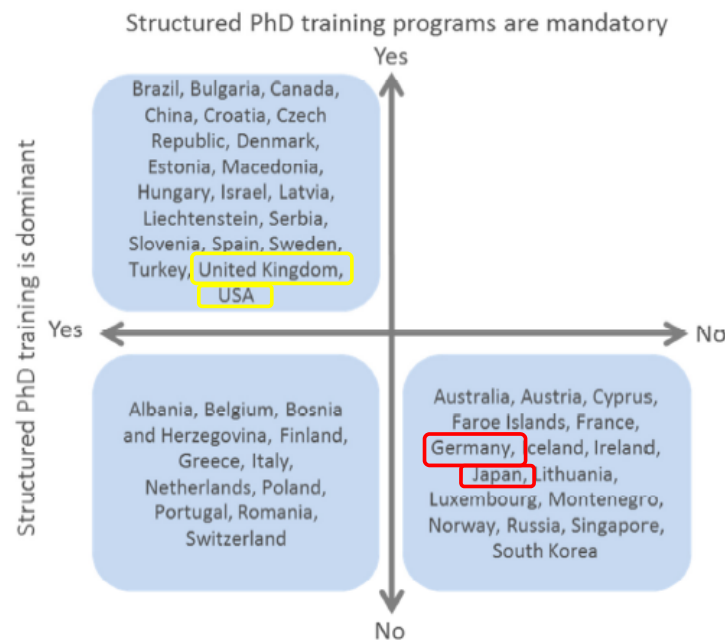 Structured PhD training programs are mandatory
Yes
Brazil, Bulgaria, Canada,
China, Croatia, Czech
Republic, Denmark,
Estonia, Macedonia,
Hungary, Israel, Latvia,
Liechtenstein, Serbia,
Slovenia, Spain, Sweden,
Turkey, United Kingdom,
USA
Structured PhD training is dominant
Yes
No
Albania, Belgium, Bosnia
and Herzegovina, Finland,
Greece, Italy,
Netherlands, Poland,
Portugal, Romania,
Switzerland
Australia, Austria, Cyprus,
Faroe Islands, France,
Germany, Iceland, Ireland,
Japan, Lithuania,
Luxembourg, Montenegro,
Norway, Russia, Singapore,
South Korea
No